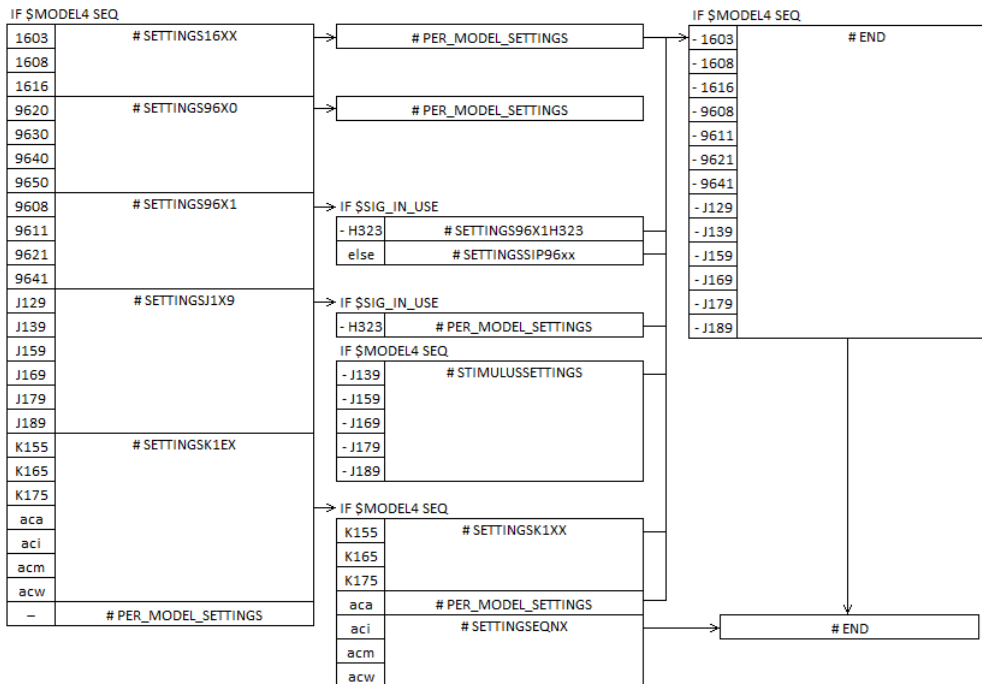 IF $MODEL4 SEQ
1603 # SETTINGS16XX
1608
1616
9620 # SETTINGS96X0
9630
9640
9650
9608 # SETTINGS96X1
9611
9621
9641
J129 # SETTINGSJ1X9
J139
J159
J169
J179
J189
K155 # SETTINGSK1EX
K165
K175
aca
aci
acm
acw
– # PER_MODEL_SETTINGS
# PER_MODEL_SETTINGS
# PER_MODEL_SETTINGS
IF $SIG_IN_USE
- H323 # SETTINGS96X1H323
else # SETTINGSSIP96xx
IF $SIG_IN_USE
- H323 # PER_MODEL_SETTINGS
IF $MODEL4 SEQ
- J139 # STIMULUSSETTINGS
- J159
- J169
- J179
- J189
IF $MODEL4 SEQ
K155 # SETTINGSK1XX
K165
K175
aca # PER_MODEL_SETTINGS
aci # SETTINGSEQNX
acm
acw
IF $MODEL4 SEQ
- 1603 # END
- 1608
- 1616
- 9608
- 9611
- 9621
- 9641
- J129
- J139
- J159
- J169
- J179
- J189
# END